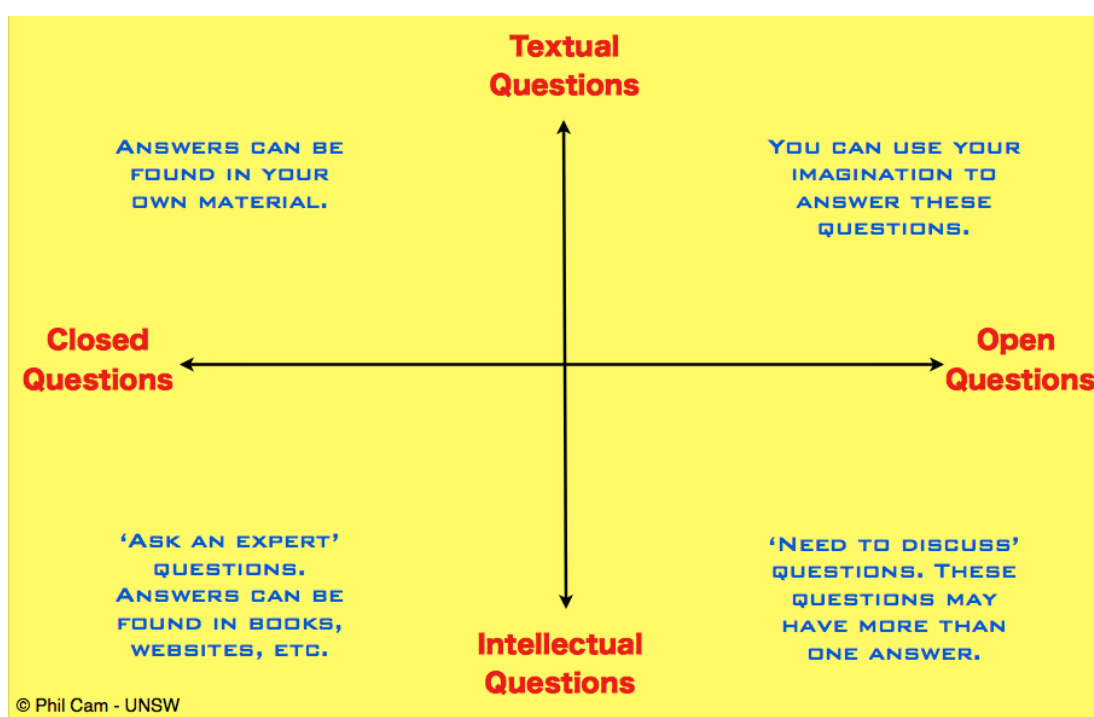 Textual
Questions
Answers can be
found in your
own material.
You can use your
imagination to
answer these
questions.
Closed
Questions
Open
Questions
‘Ask an expert’
questions.
Answers can be
found in books,
websites, etc.
‘Need to discuss’
questions. These
questions may
have more than
one answer.
Intellectual
Questions
© Phil Cam - UNSW